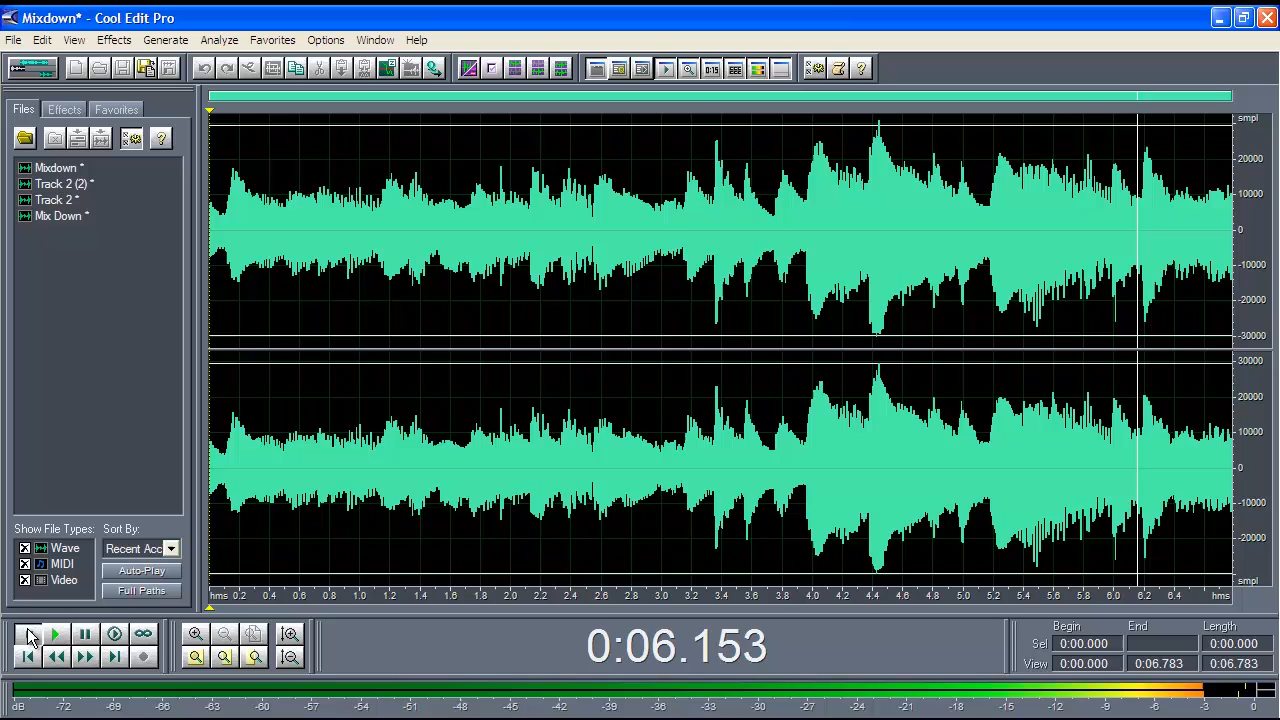 Mixdown* - Cool Edit Pro
File Edit View Effects Generate Analyze Favorites Options Window Help
Files Effects Favorites
Mixdown *
Track 2 (2) *
Track 2 *
Mix Down *
Show File Types: Sort By:
Wave Recent Acc
MIDI Auto-Play
Video Full Paths
smpl
20000
10000
0
-10000
-20000
-30000
30000
20000
10000
0
-10000
-20000
smpl
hms 0.2 0.4 0.6 0.8 1.0 1.2 1.4 1.6 1.8 2.0 2.2 2.4 2.6 2.8 3.0 3.2 3.4 3.6 3.8 4.0 4.2 4.4 4.6 4.8 5.0 5.2 5.4 5.6 5.8 6.0 6.2 6.4 hms
0:06.153
Begin End Length
Sel 0:00.000 0:00.000
View 0:00.000 0:06.783 0:06.783
dB -72 -69 -66 -63 -60 -57 -54 -51 -48 -45 -42 -39 -36 -33 -30 -27 -24 -21 -18 -15 -12 -9 -6 -3 0